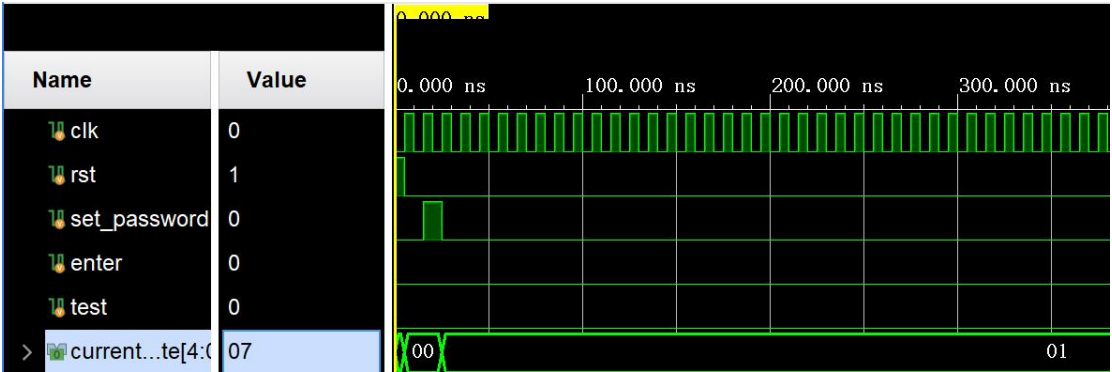 0.000 ns
Name Value
0.000 ns 100.000 ns 200.000 ns 300.000 ns
clk 0
rst 1
set_password 0
enter 0
test 0
current...te[4:0 07 00 01